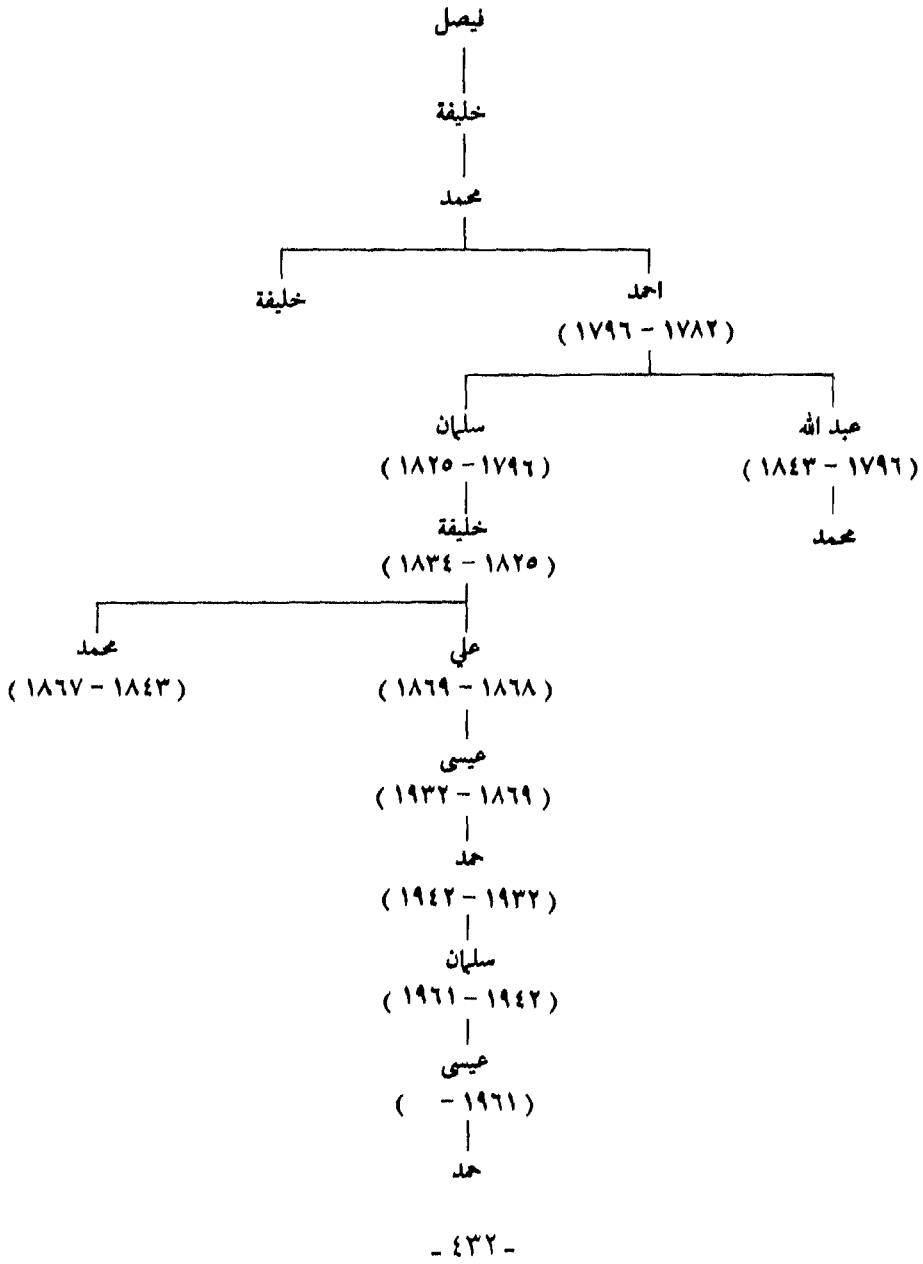 فيصل
خليفة
محمد
احمد
خليفة
( ١٧٨٢ - ١٧٩٦ )
عبد الله
سلمان
( ١٧٩٦ - ١٨٤٣ )
( ١٧٩٦ - ١٨٢٥ )
خليفة
محمد
( ١٨٢٥ - ١٨٣٤ )
علي
محمد
( ١٨٦٨ - ١٨٦٩ )
( ١٨٤٣ - ١٨٦٧ )
عيسى
( ١٨٦٩ - ١٩٣٢ )
حمد
( ١٩٣٢ - ١٩٤٢ )
سلمان
( ١٩٤٢ - ١٩٦١ )
عيسى
( ١٩٦١ - )
حمد
- ٤٣٢ -